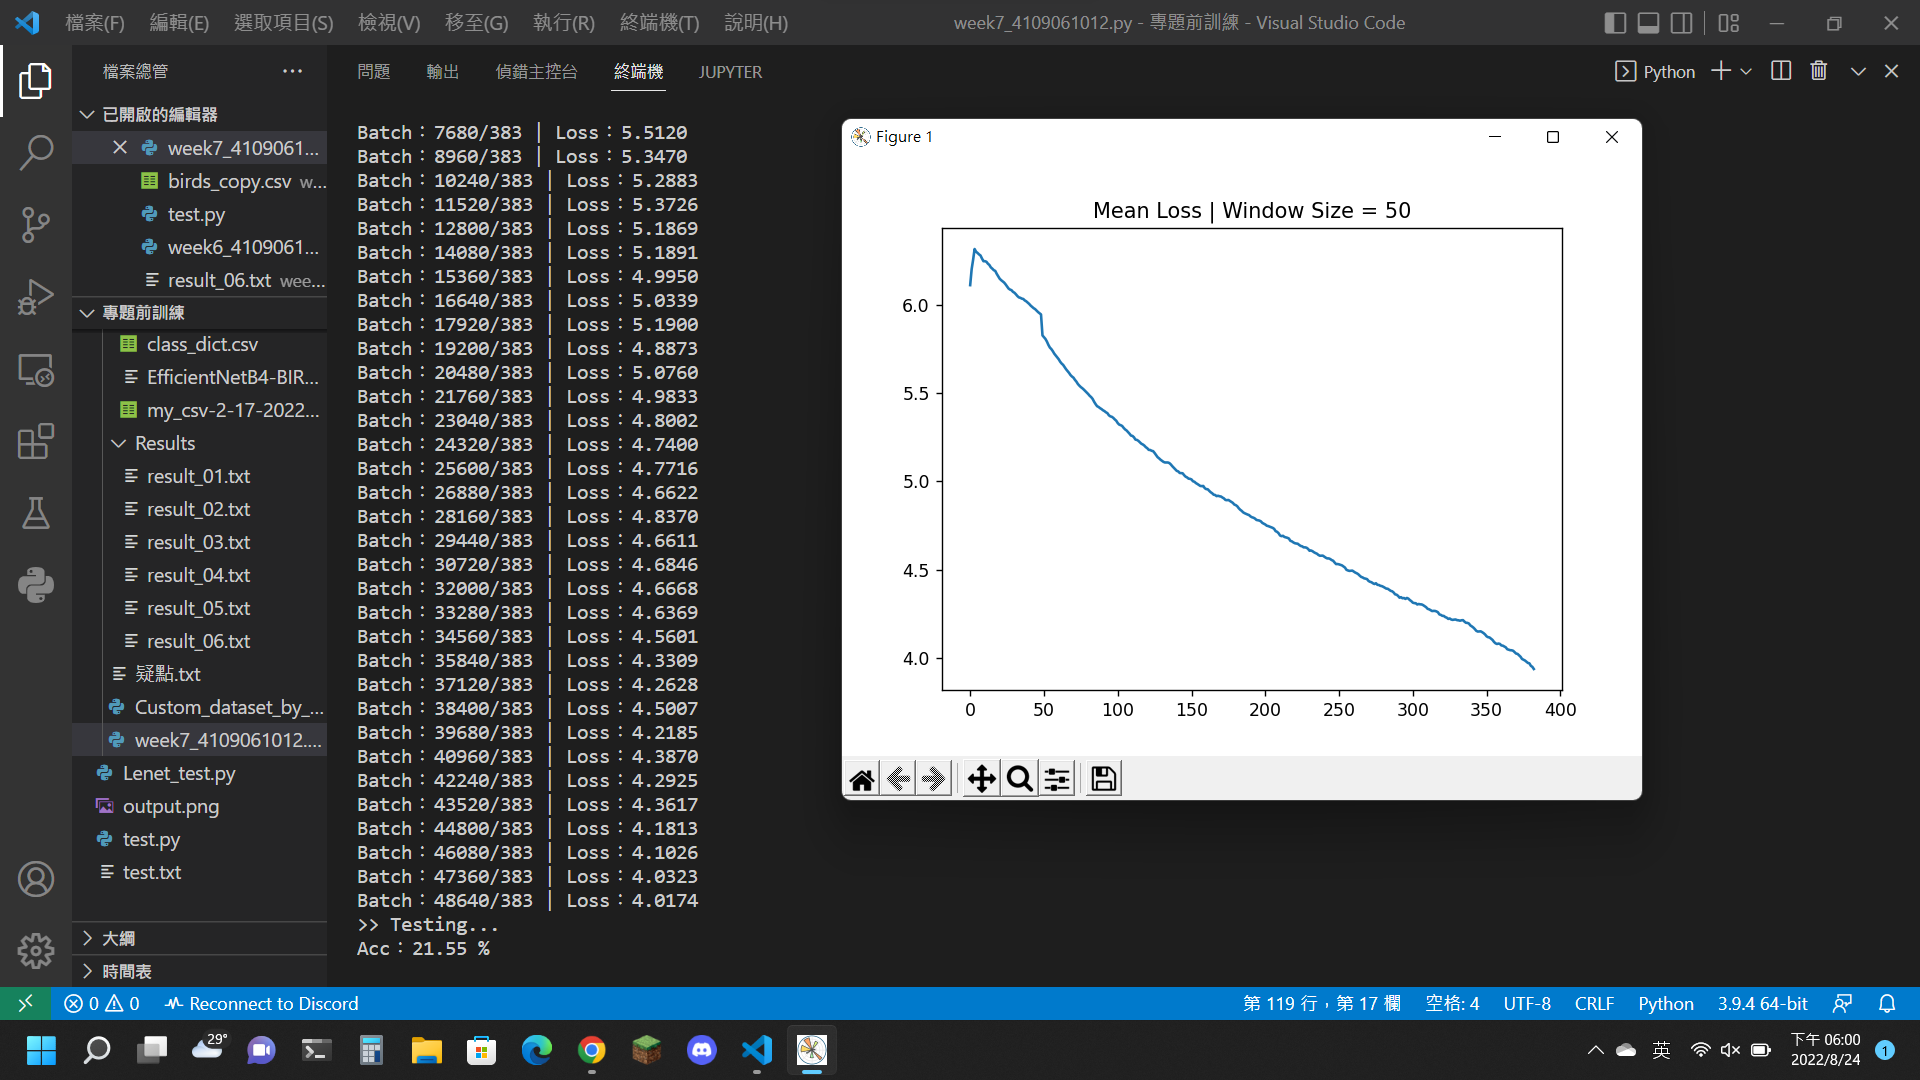 檔案(F) 編輯(E) 選取項目(S) 檢視(V) 移至(G) 執行(R) 終端機(T) 說明(H)
week7_4109061012.py - 專題前訓練 - Visual Studio Code
檔案總管
已開啟的編輯器
week7_4109061...
birds_copy.csv w...
test.py
week6_4109061...
result_06.txt wee...
專題前訓練
class_dict.csv
EfficientNetB4-BIR...
my_csv-2-17-2022...
Results
result_01.txt
result_02.txt
result_03.txt
result_04.txt
result_05.txt
result_06.txt
疑點.txt
Custom_dataset_by_...
week7_4109061012....
Lenet_test.py
output.png
test.py
test.txt
大綱
時間表
問題 輸出 偵錯主控台 終端機 JUPYTER
Python
Batch：7680/383 | Loss：5.5120
Batch：8960/383 | Loss：5.3470
Batch：10240/383 | Loss：5.2883
Batch：11520/383 | Loss：5.3726
Batch：12800/383 | Loss：5.1869
Batch：14080/383 | Loss：5.1891
Batch：15360/383 | Loss：4.9950
Batch：16640/383 | Loss：5.0339
Batch：17920/383 | Loss：5.1900
Batch：19200/383 | Loss：4.8873
Batch：20480/383 | Loss：5.0760
Batch：21760/383 | Loss：4.9833
Batch：23040/383 | Loss：4.8002
Batch：24320/383 | Loss：4.7400
Batch：25600/383 | Loss：4.7716
Batch：26880/383 | Loss：4.6622
Batch：28160/383 | Loss：4.8370
Batch：29440/383 | Loss：4.6611
Batch：30720/383 | Loss：4.6846
Batch：32000/383 | Loss：4.6668
Batch：33280/383 | Loss：4.6369
Batch：34560/383 | Loss：4.5601
Batch：35840/383 | Loss：4.3309
Batch：37120/383 | Loss：4.2628
Batch：38400/383 | Loss：4.5007
Batch：39680/383 | Loss：4.2185
Batch：40960/383 | Loss：4.3870
Batch：42240/383 | Loss：4.2925
Batch：43520/383 | Loss：4.3617
Batch：44800/383 | Loss：4.1813
Batch：46080/383 | Loss：4.1026
Batch：47360/383 | Loss：4.0323
Batch：48640/383 | Loss：4.0174
>> Testing...
Acc：21.55 %
Figure 1
Mean Loss | Window Size = 50
6.0
5.5
5.0
4.5
4.0
0 50 100 150 200 250 300 350 400
0 0 Reconnect to Discord
第 119 行，第 17 欄 空格: 4 UTF-8 CRLF Python 3.9.4 64-bit
29°
英
下午 06:00
2022/8/24
1